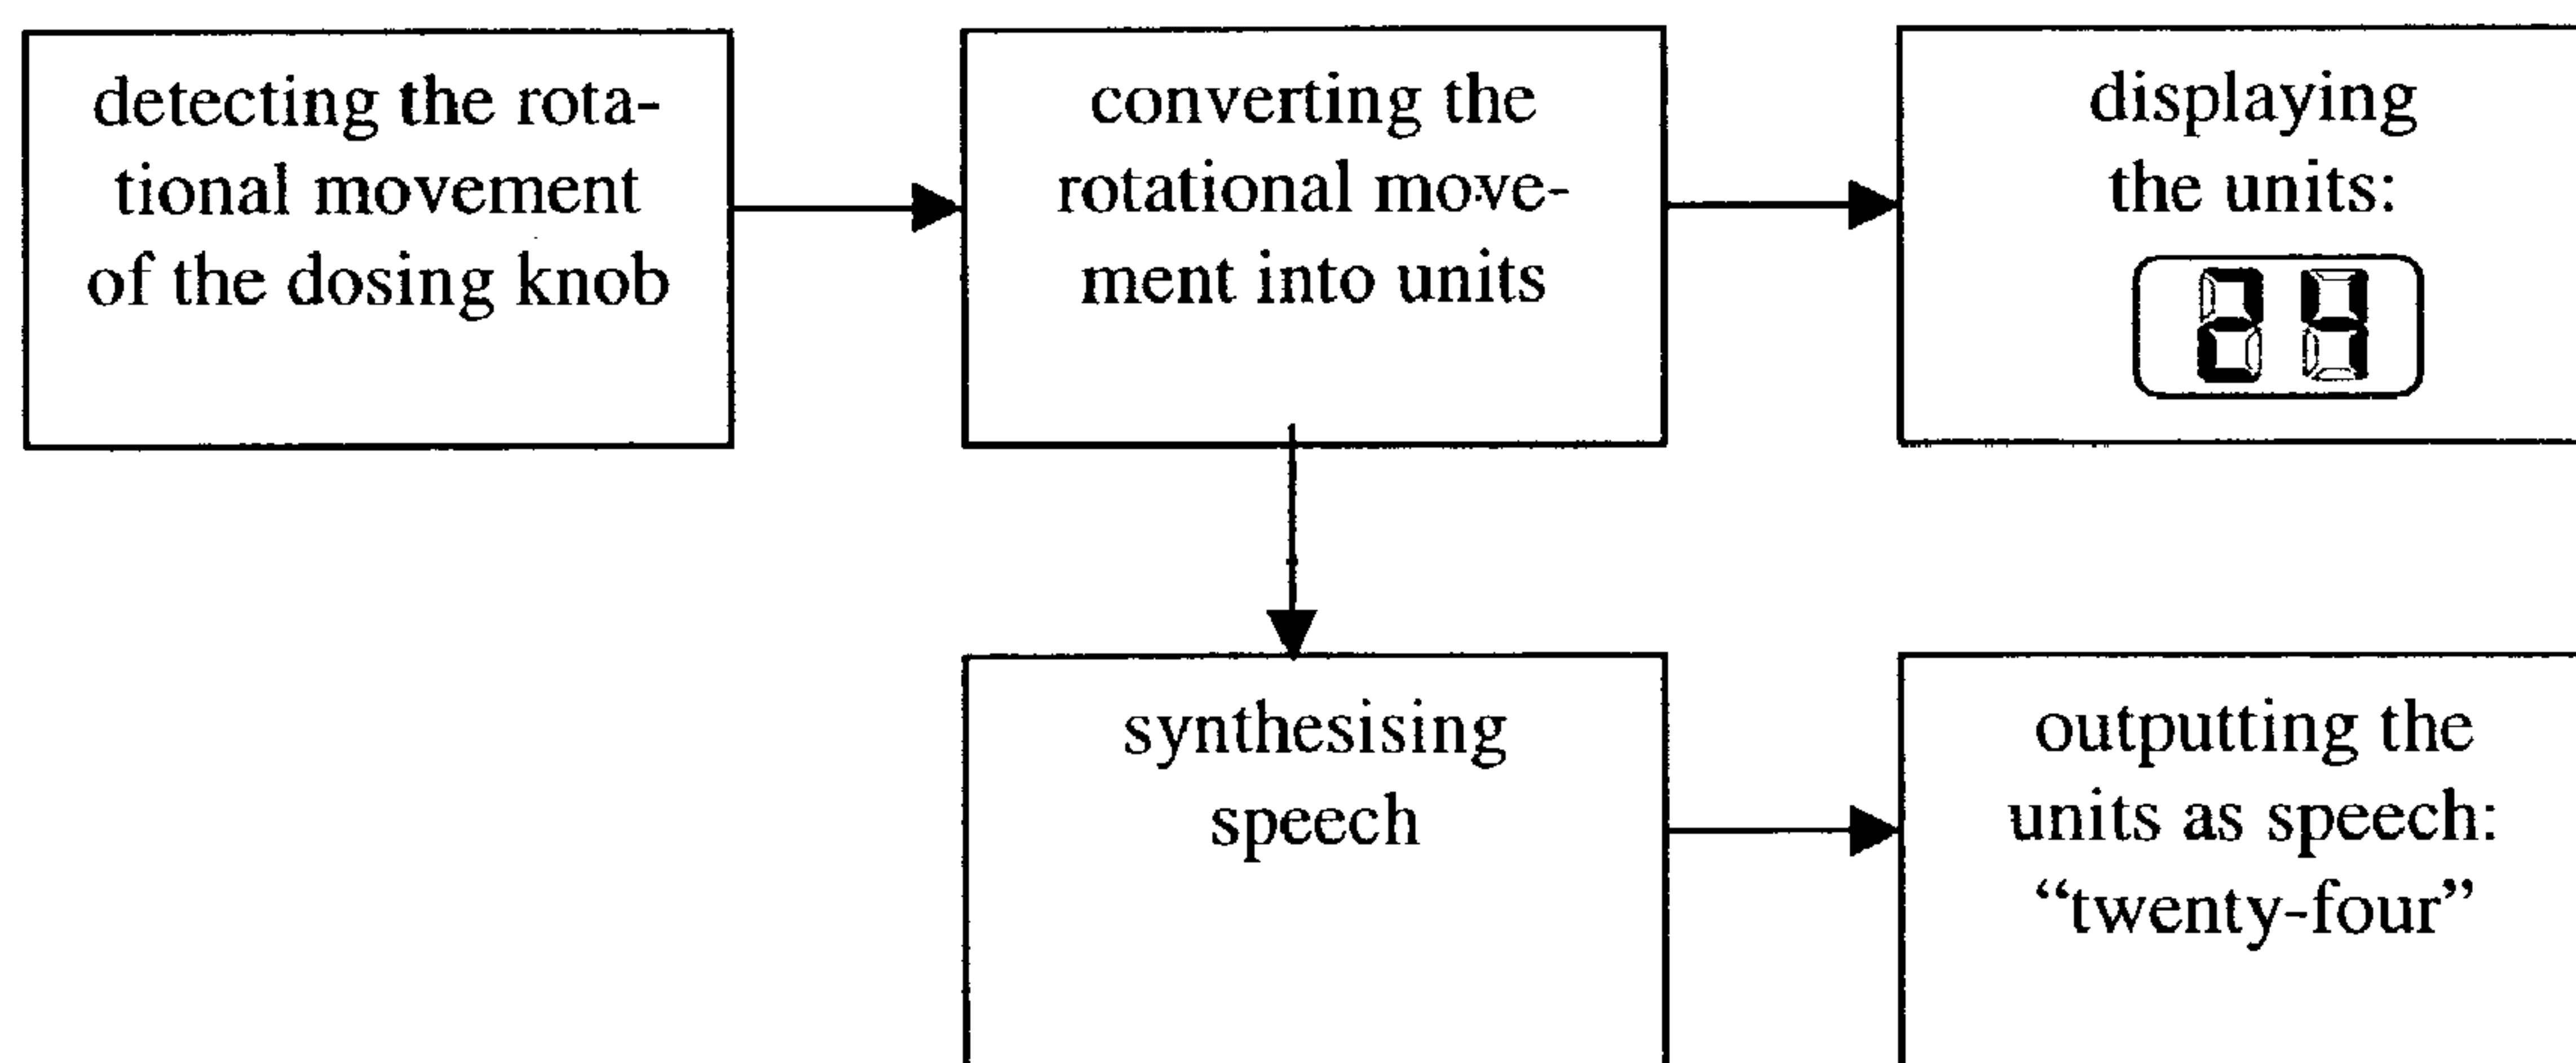 detecting the rota-
tional movement
of the dosing knob
converting the
rotational move-
ment into units
displaying
the units:
24
synthesising
speech
outputting the
units as speech:
“twenty-four”